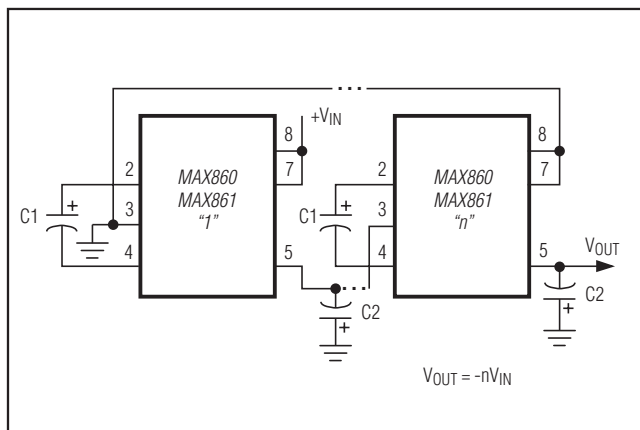 +VIN
8
7
2
3
4
5
MAX860
MAX861
"1"
C1
C2
8
7
2
3
4
5
MAX860
MAX861
"n"
C1
VOUT
C2
VOUT = -nVIN